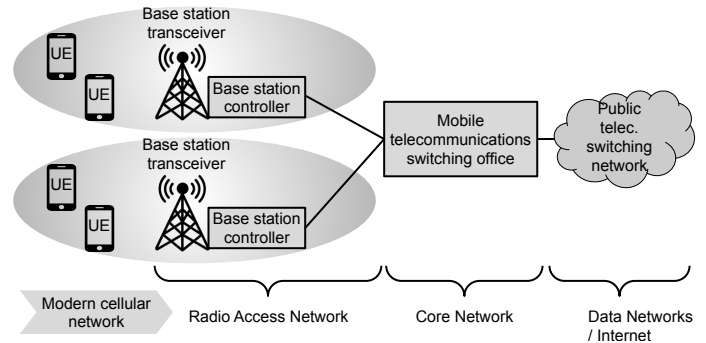 Base station
transceiver
UE
UE
Base station
controller
Base station
transceiver
UE
UE
Base station
controller
Mobile
telecommunications
switching office
Public
telec.
switching
network
Modern cellular
network
Radio Access Network
Core Network
Data Networks
/ Internet